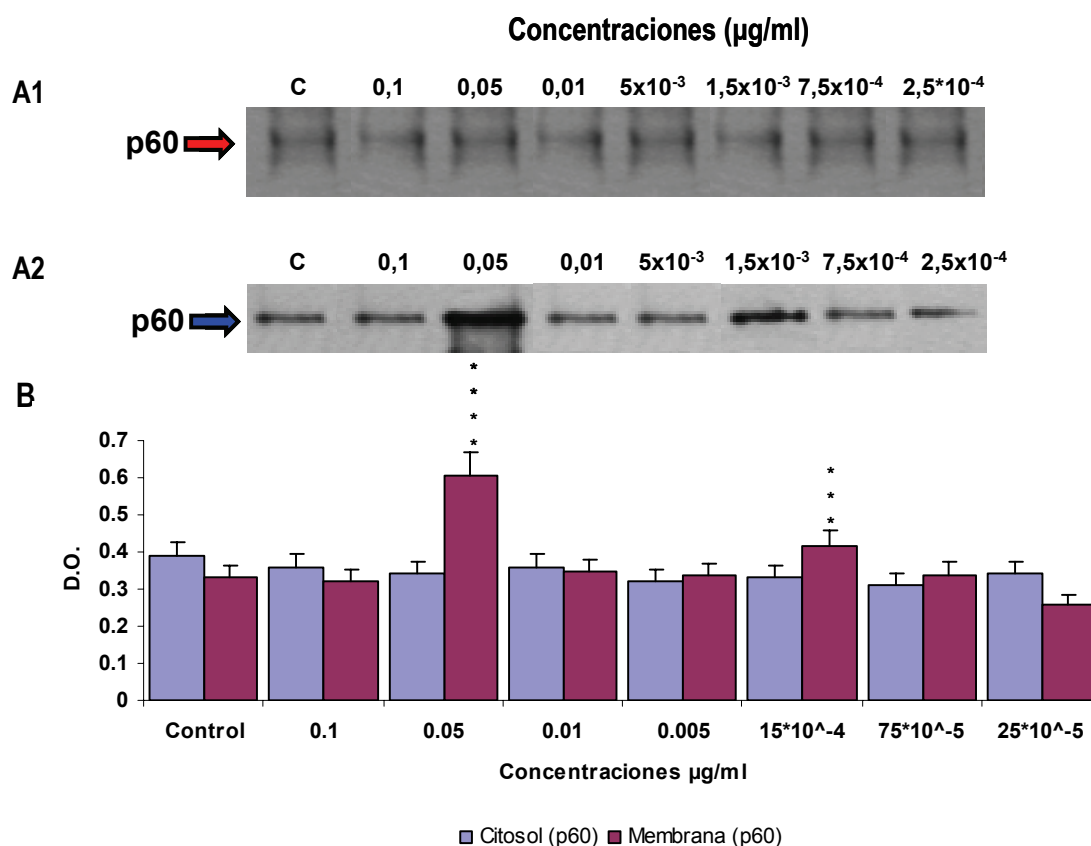 Concentraciones (µg/ml)
A1
C 0,1 0,05 0,01 5x10⁻³ 1,5x10⁻³ 7,5x10⁻⁴ 2,5*10⁻⁴
p60
A2
C 0,1 0,05 0,01 5x10⁻³ 1,5x10⁻³ 7,5x10⁻⁴ 2,5x10⁻⁴
p60
B
*
*
*
*
*
*
*
0.7
0.6
0.5
0.4
0.3
0.2
0.1
0
D.O.
Control 0.1 0.05 0.01 0.005 15*10^-4 75*10^-5 25*10^-5
Concentraciones µg/ml
Citosol (p60) Membrana (p60)